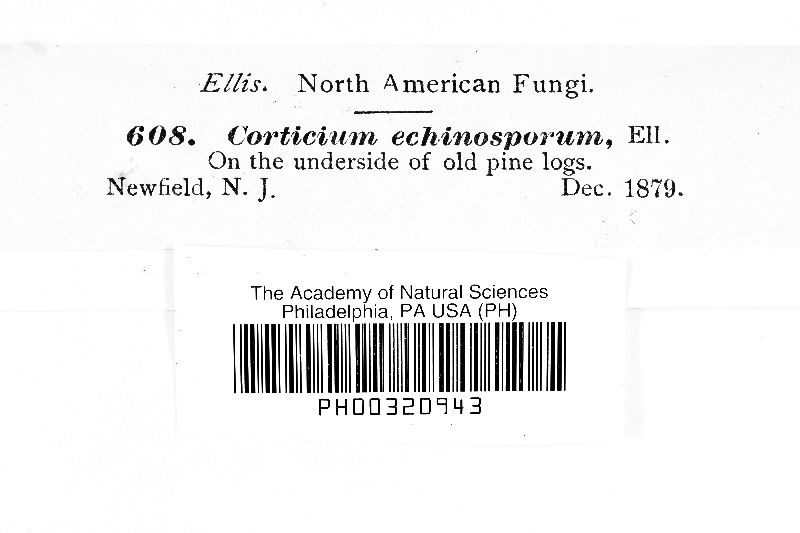 Ellis. North American Fungi.
608. Corticium echinosporum, Ell.
On the underside of old pine logs.
Newfield, N. J. Dec. 1879.
The Academy of Natural Sciences
Philadelphia, PA USA (PH)
PH00320943